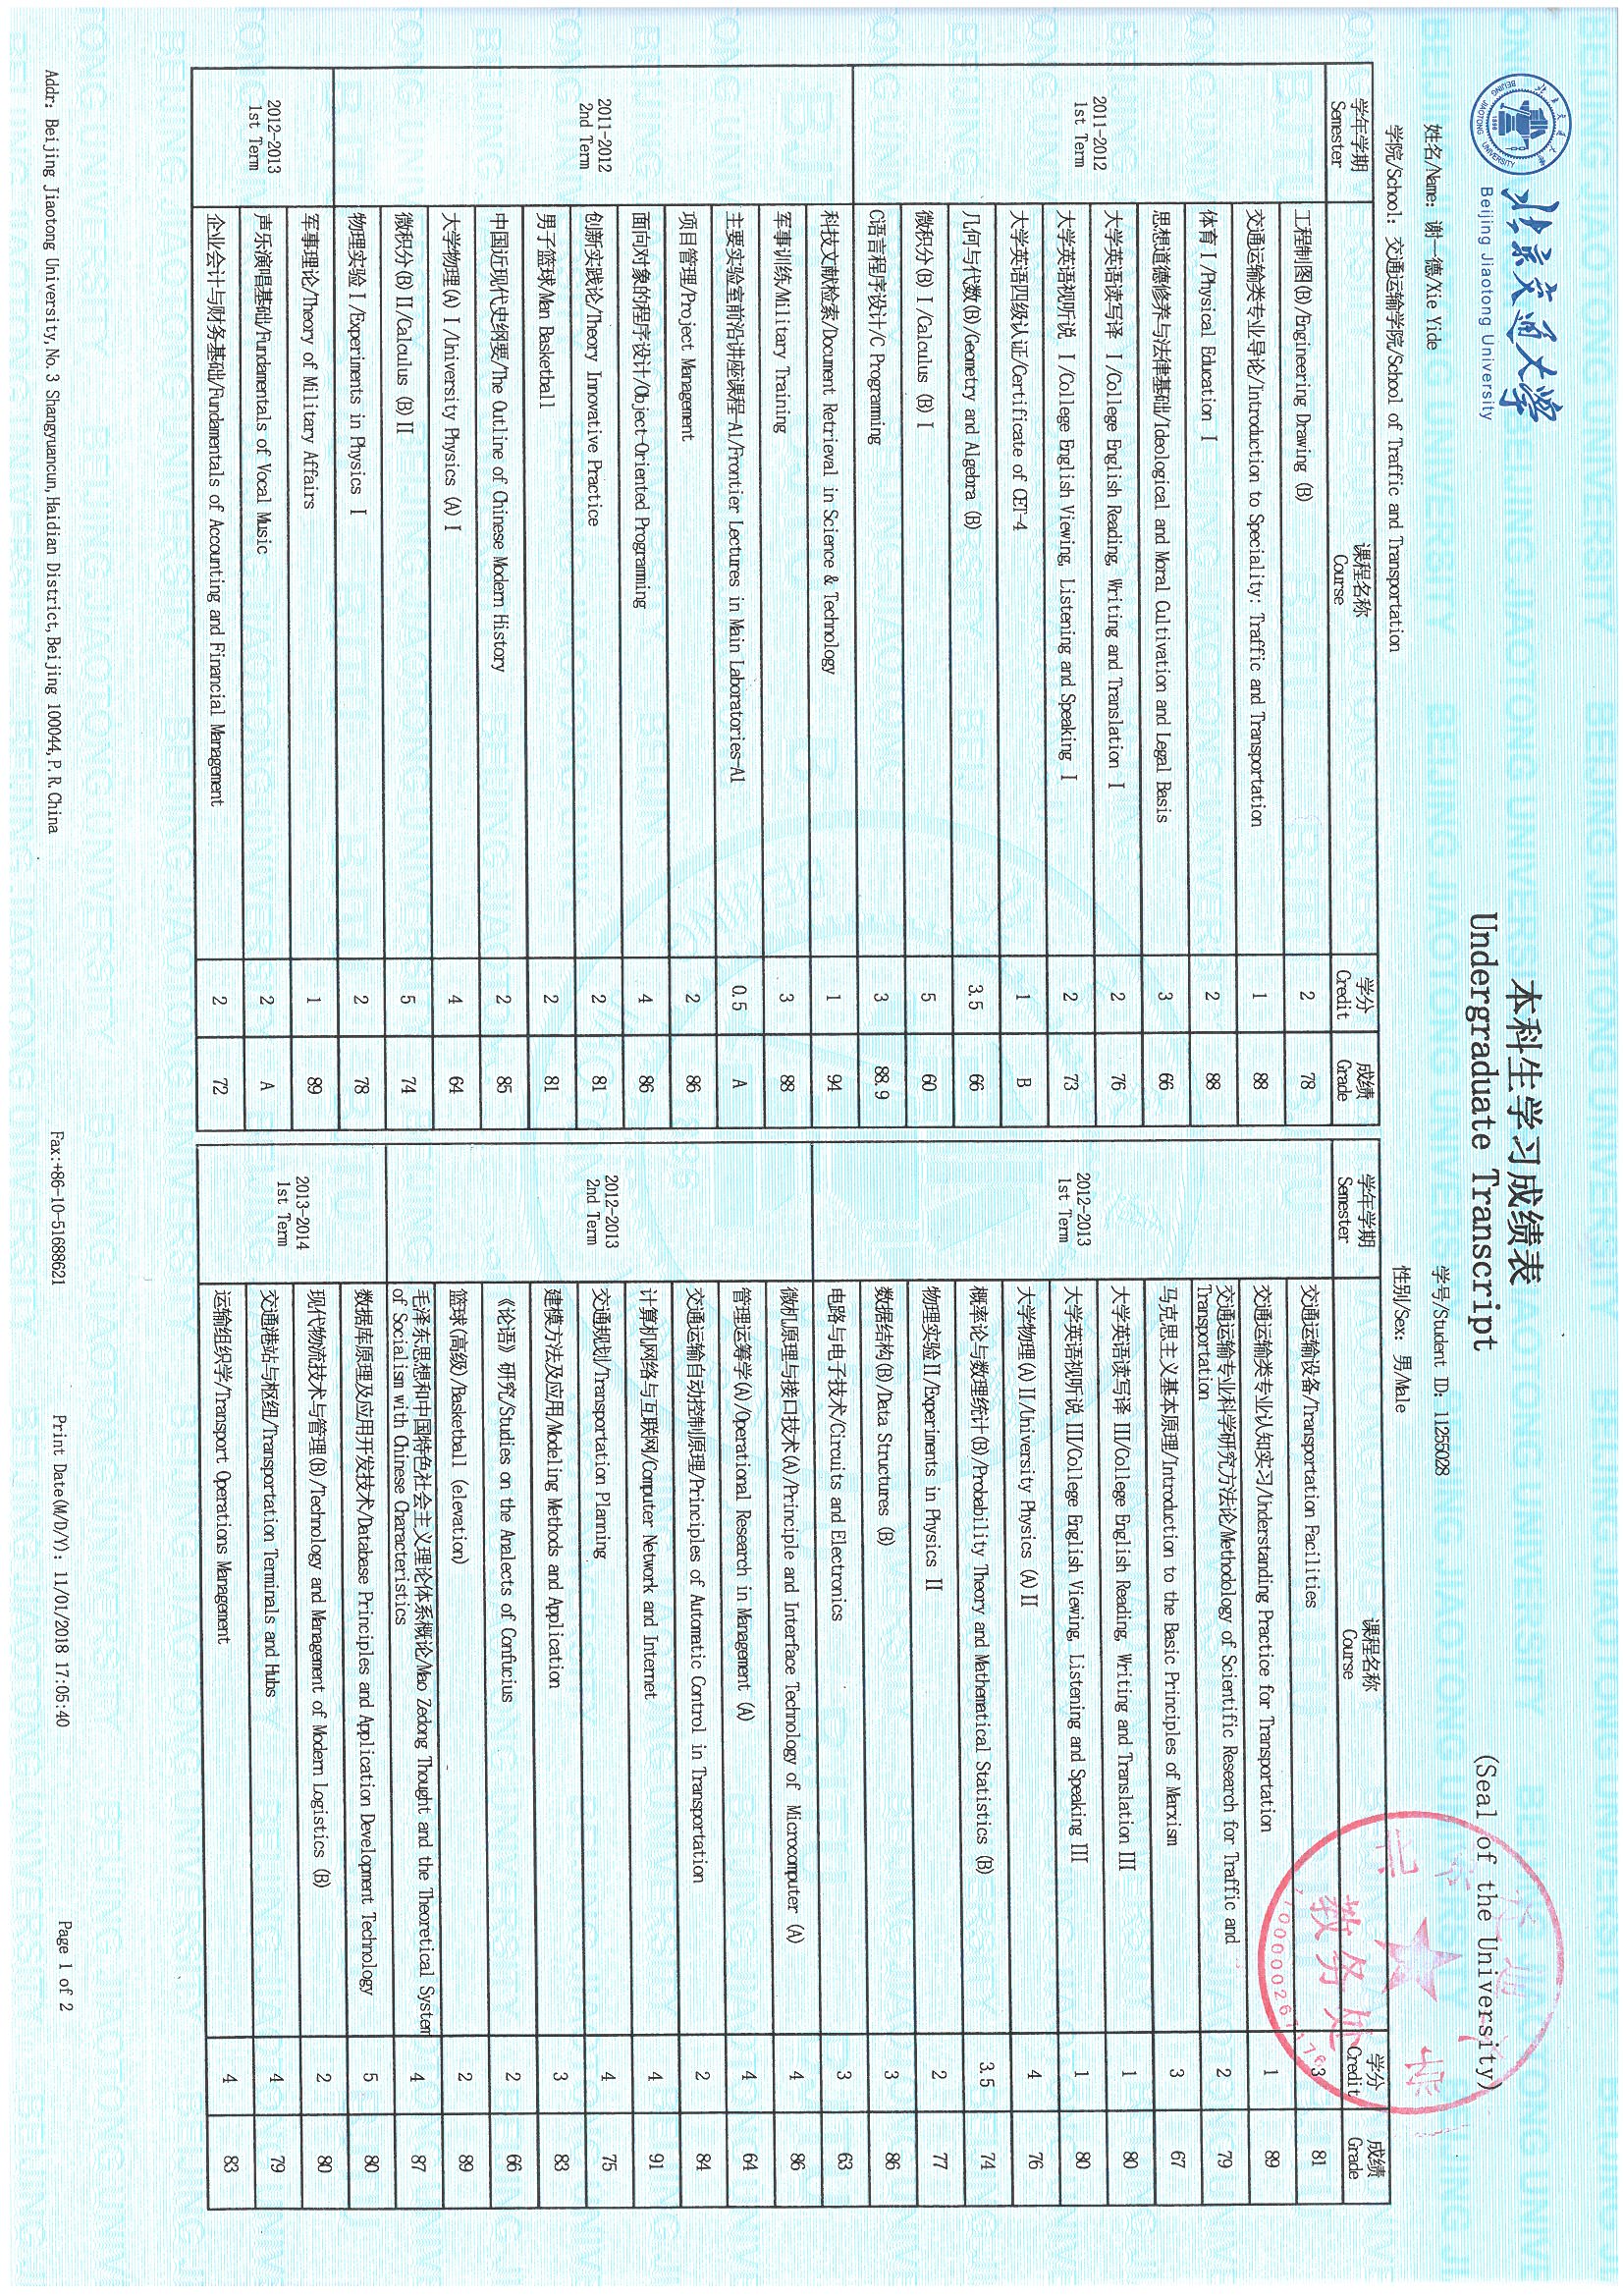 北京交通大学
Beijing Jiaotong University
本科生学习成绩表
Undergraduate Transcript
(Seal of the University)
北京交通大学
教务处
姓名/Name: 谢一德/Xie Yide
学号/Student ID: 11255028
学院/School: 交通运输学院/School of Traffic and Transportation
性别/Sex: 男/Male
学年学期 课程名称 学分 成绩
Semester Course Credit Grade
2011-2012
1st Term
工程制图(B)/Engineering Drawing (B) 2 78
交通运输类专业导论/Introduction to Speciality: Traffic and Transportation 1 88
体育Ⅰ/Physical Education Ⅰ 2 88
思想道德修养与法律基础/Ideological and Moral Cultivation and Legal Basis 3 66
大学英语读写译 Ⅰ/College English Reading, Writing and Translation Ⅰ 2 76
大学英语视听说 Ⅰ/College English Viewing, Listening and Speaking Ⅰ 2 73
大学英语四级认证/Certificate of CET-4 1 B
几何与代数(B)/Geometry and Algebra (B) 3.5 66
微积分(B)Ⅰ/Calculus (B)Ⅰ 5 60
C语言程序设计/C Programming 3 88.9
2011-2012
2nd Term
科技文献检索/Document Retrieval in Science & Technology 1 94
军事训练/Military Training 3 88
主要实验室前沿讲座课程-A1/Frontier Lectures in Main Laboratories-A1 0.5 A
项目管理/Project Management 2 86
面向对象的程序设计/Object-Oriented Programming 4 86
创新实践论/Theory Innovative Practice 2 81
男子篮球/Man Basketball 2 81
中国近现代史纲要/The Outline of Chinese Modern History 2 85
大学物理(A)Ⅰ/University Physics (A)Ⅰ 4 64
微积分(B)Ⅱ/Calculus (B)Ⅱ 5 74
物理实验Ⅰ/Experiments in Physics Ⅰ 2 78
2012-2013
1st Term
军事理论/Theory of Military Affairs 1 89
声乐演唱基础/Fundamentals of Vocal Music 2 A
企业会计与财务基础/Fundamentals of Accounting and Financial Management 2 72
学年学期 课程名称 学分 成绩
Semester Course Credit Grade
2012-2013
1st Term
交通运输设备/Transportation Facilities 3 81
交通运输类专业认知实习/Understanding Practice for Transportation 1 89
交通运输专业科学研究方法论/Methodology of Scientific Research for Traffic and
Transportation 2 79
马克思主义基本原理/Introduction to the Basic Principles of Marxism 3 67
大学英语读写译 III/College English Reading, Writing and Translation III 1 80
大学英语视听说 III/College English Viewing, Listening and Speaking III 1 80
大学物理(A)Ⅱ/University Physics (A)Ⅱ 4 76
概率论与数理统计(B)/Probability Theory and Mathematical Statistics (B) 3.5 74
物理实验Ⅱ/Experiments in Physics Ⅱ 2 77
数据结构(B)/Data Structures (B) 3 86
电路与电子技术/Circuits and Electronics 3 63
2012-2013
2nd Term
微机原理与接口技术(A)/Principle and Interface Technology of Microcomputer (A) 4 86
管理运筹学(A)/Operational Research in Management (A) 4 64
交通运输自动控制原理/Principles of Automatic Control in Transportation 2 84
计算机网络与互联网/Computer Network and Internet 4 91
交通规划/Transportation Planning 4 75
建模方法及应用/Modeling Methods and Application 3 83
《论语》研究/Studies on the Analects of Confucius 2 66
篮球(高级)/Basketball (elevation) 2 89
毛泽东思想和中国特色社会主义理论体系概论/Mao Zedong Thought and the Theoretical System
of Socialism with Chinese Characteristics 4 87
2013-2014
1st Term
数据库原理及应用开发技术/Database Principles and Application Development Technology 5 80
现代物流技术与管理(B)/Technology and Management of Modern Logistics (B) 2 80
交通港站与枢纽/Transportation Terminals and Hubs 4 79
运输组织学/Transport Operations Management 4 83
Addr: Beijing Jiaotong University,No.3 Shangyuancun,Haidian District,Beijing 100044,P.R.China
Fax:+86-10-51688621
Print Date(M/D/Y): 11/01/2018 17:05:40
Page 1 of 2